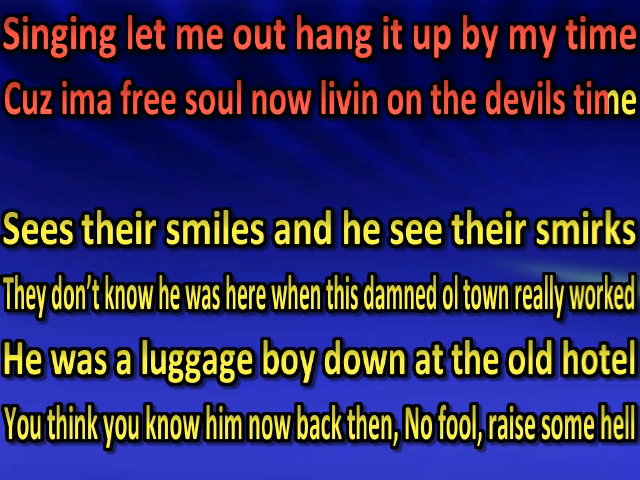 Singing let me out hang it up by my time
Cuz ima free soul now livin on the devils time
Sees their smiles and he see their smirks
They don't know he was here when this damned ol town really worked
He was a luggage boy down at the old hotel
You think you know him now back then, No fool, raise some hell